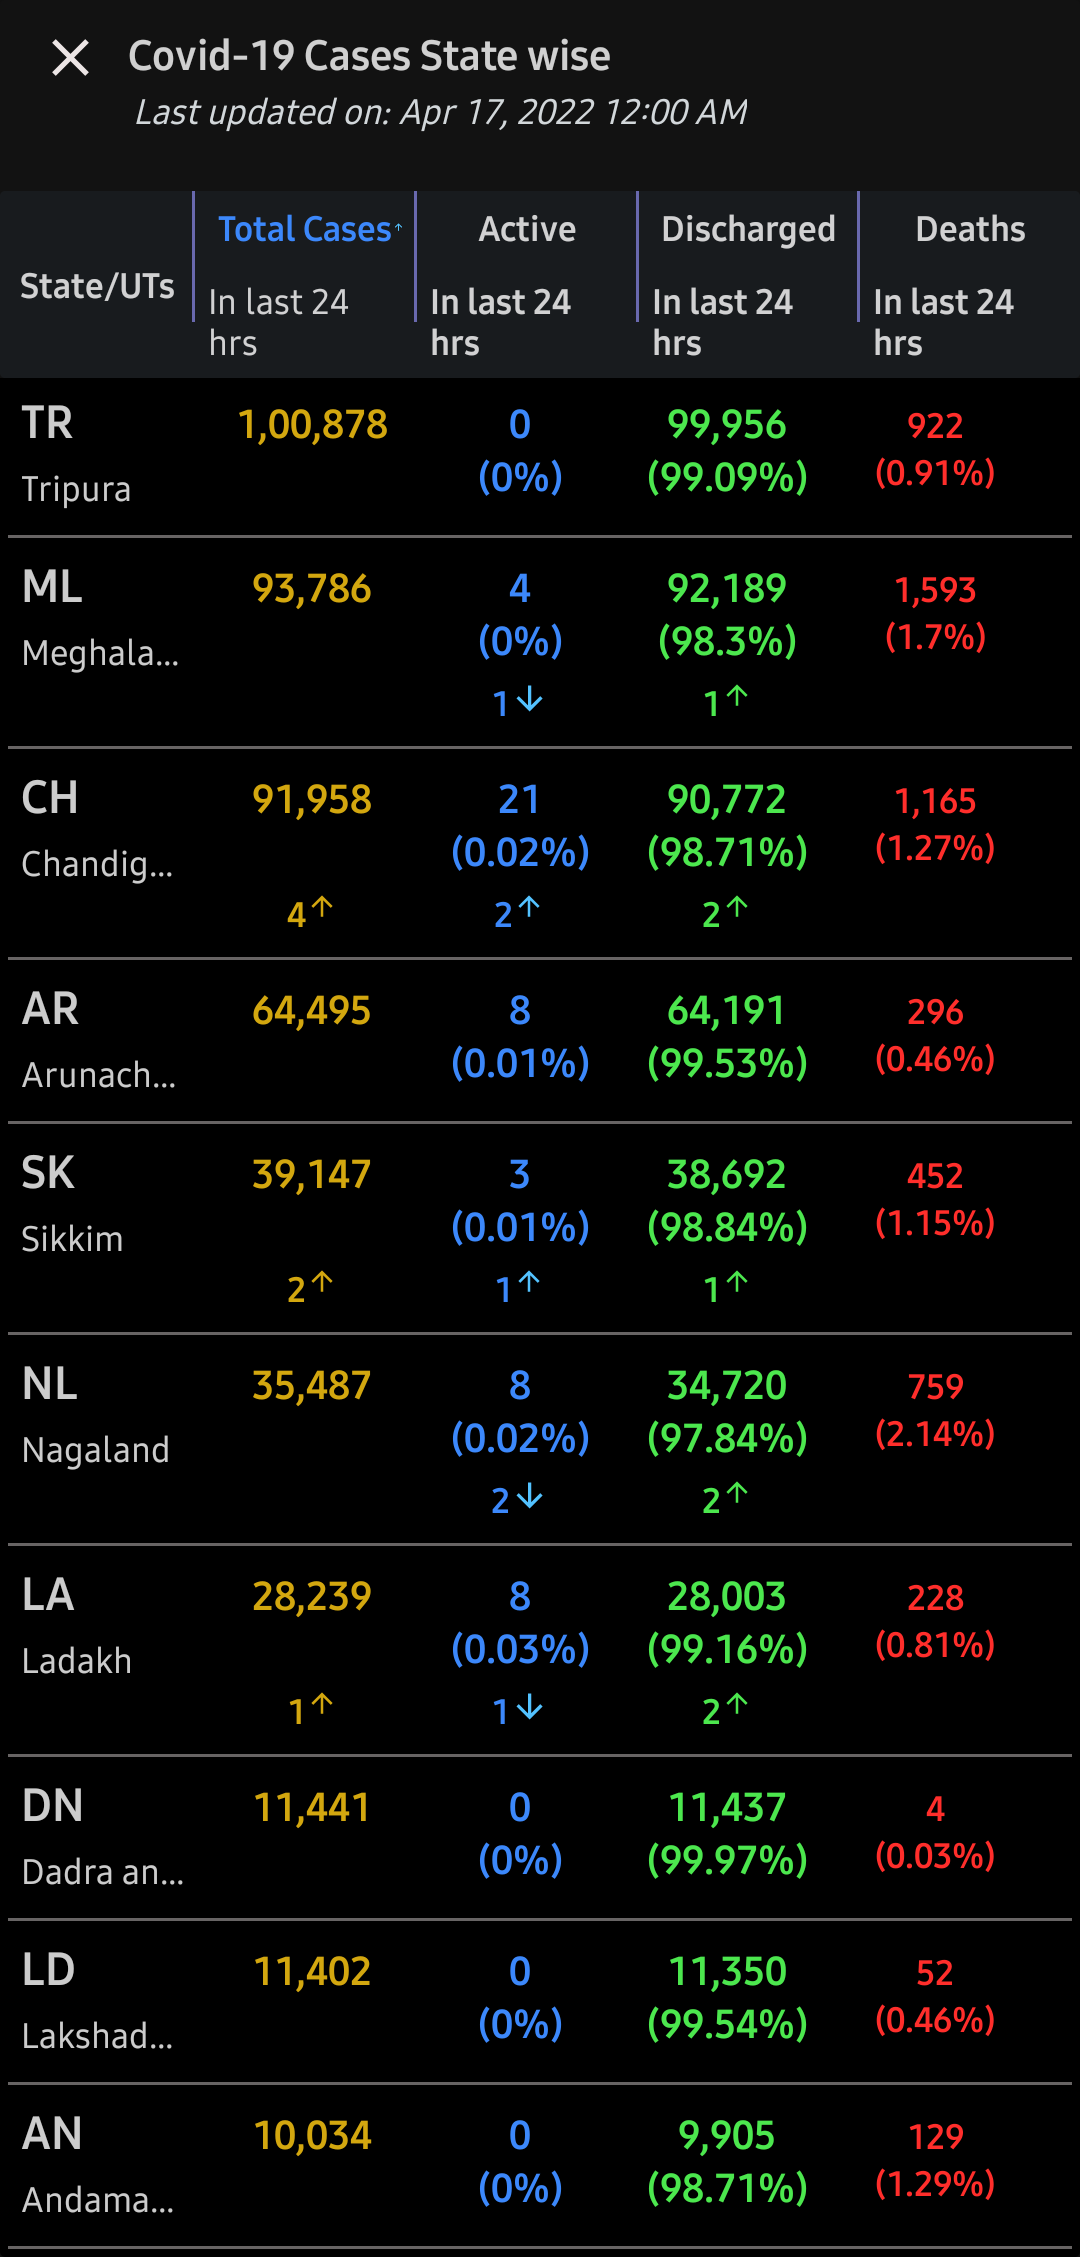 Covid-19 Cases State wise
Last updated on: Apr 17, 2022 12:00 AM
State/UTs
Total Cases↑
In last 24
hrs
Active
In last 24
hrs
Discharged
In last 24
hrs
Deaths
In last 24
hrs
TR 1,00,878 0 99,956 922
(0%) (99.09%) (0.91%)
Tripura
ML 93,786 4 92,189 1,593
(0%) (98.3%) (1.7%)
Meghala...
1↓ 1↑
CH 91,958 21 90,772 1,165
(0.02%) (98.71%) (1.27%)
Chandig...
4↑ 2↑ 2↑
AR 64,495 8 64,191 296
(0.01%) (99.53%) (0.46%)
Arunach...
SK 39,147 3 38,692 452
(0.01%) (98.84%) (1.15%)
Sikkim
2↑ 1↑ 1↑
NL 35,487 8 34,720 759
(0.02%) (97.84%) (2.14%)
Nagaland
2↓ 2↑
LA 28,239 8 28,003 228
(0.03%) (99.16%) (0.81%)
Ladakh
1↑ 1↓ 2↑
DN 11,441 0 11,437 4
(0%) (99.97%) (0.03%)
Dadra an...
LD 11,402 0 11,350 52
(0%) (99.54%) (0.46%)
Lakshad...
AN 10,034 0 9,905 129
(0%) (98.71%) (1.29%)
Andama...